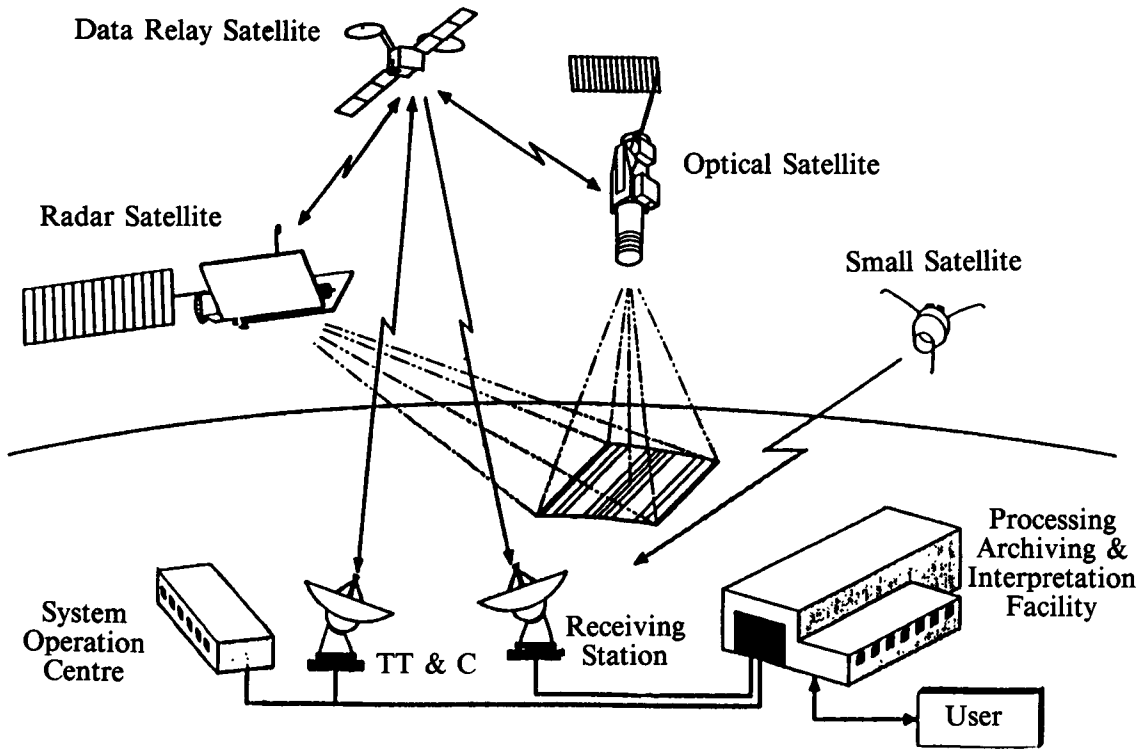 Data Relay Satellite
Optical Satellite
Radar Satellite
Small Satellite
Processing
Archiving &
Interpretation
Facility
System
Operation
Centre
TT & C
Receiving
Station
User